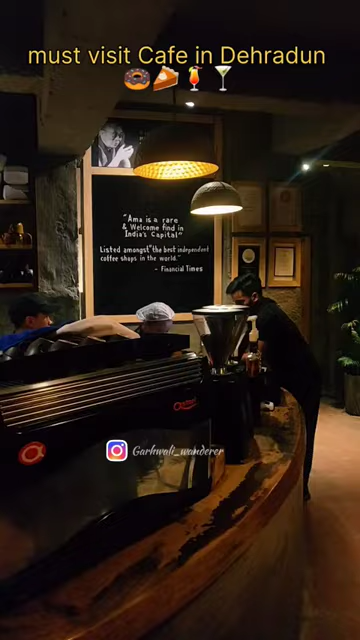 must visit Cafe in Dehradun
🍩🍰🍹🍸
"Ama is a rare
& Welcome find in
India's Capital"
Listed amongst "the best independent
coffee shaps in the world."
- Financial Times
Garhwali_wanderer